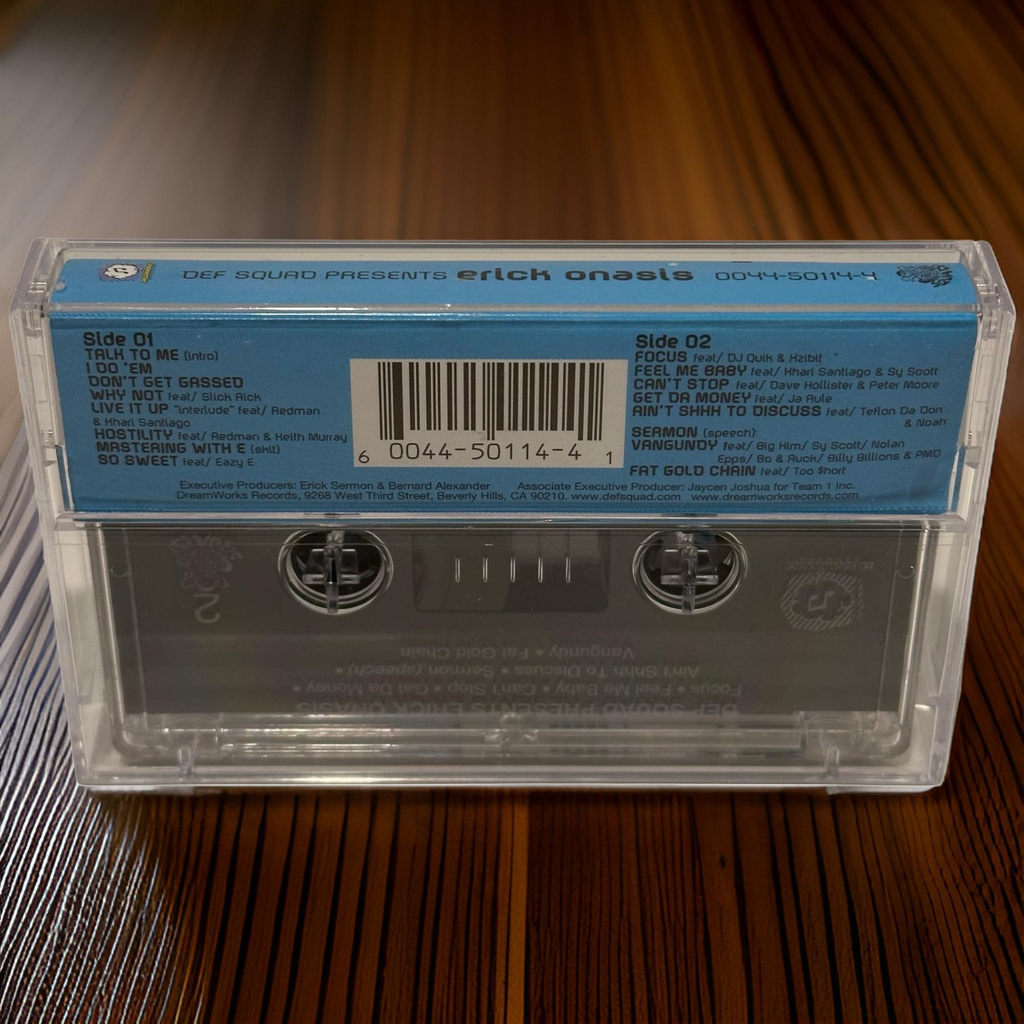 DEF SQUAD PRESENTS erick onasis 0044-50114-4
Side 01
TALK TO ME (intro)
I DO 'EM
DON'T GET GASSED
WHY NOT feat/ Slick Rick
LIVE IT UP "interlude" feat/ Redman
& Khari Santiago
HOSTILITY feat/ Redman & Keith Murray
MASTERING WITH E (skit)
SO SWEET feat/ Eazy E
6 0044-50114-4 1
Side 02
FOCUS feat/ DJ Quik & Xzibit
FEEL ME BABY feat/ Khari Santiago & Sy Scott
CAN'T STOP feat/ Dave Hollister & Peter Moore
GET DA MONEY feat/ Ja Rule
AIN'T SHHH TO DISCUSS feat/ Teflon Da Don
& Noah
SERMON (speech)
VANGUNDY feat/ Big Kim/ Sy Scott/ Nolan
Epps/ Bo & Ruck/ Billy Billions & PMD
FAT GOLD CHAIN feat/ Too $hort
Executive Producers: Erick Sermon & Bernard Alexander Associate Executive Producer: Jaycen Joshua for Team 1 Inc.
DreamWorks Records, 9268 West Third Street, Beverly Hills, CA 90210. www.defsquad.com www.dreamworksrecords.com
2
DEF SQUAD PRESENTS ERICK ONASIS
Focus • Feel Me Baby • Can't Stop • Get Da Money
Ain't Shhh To Discuss • Sermon (speech) •
Vangundy • Fat Gold Chain